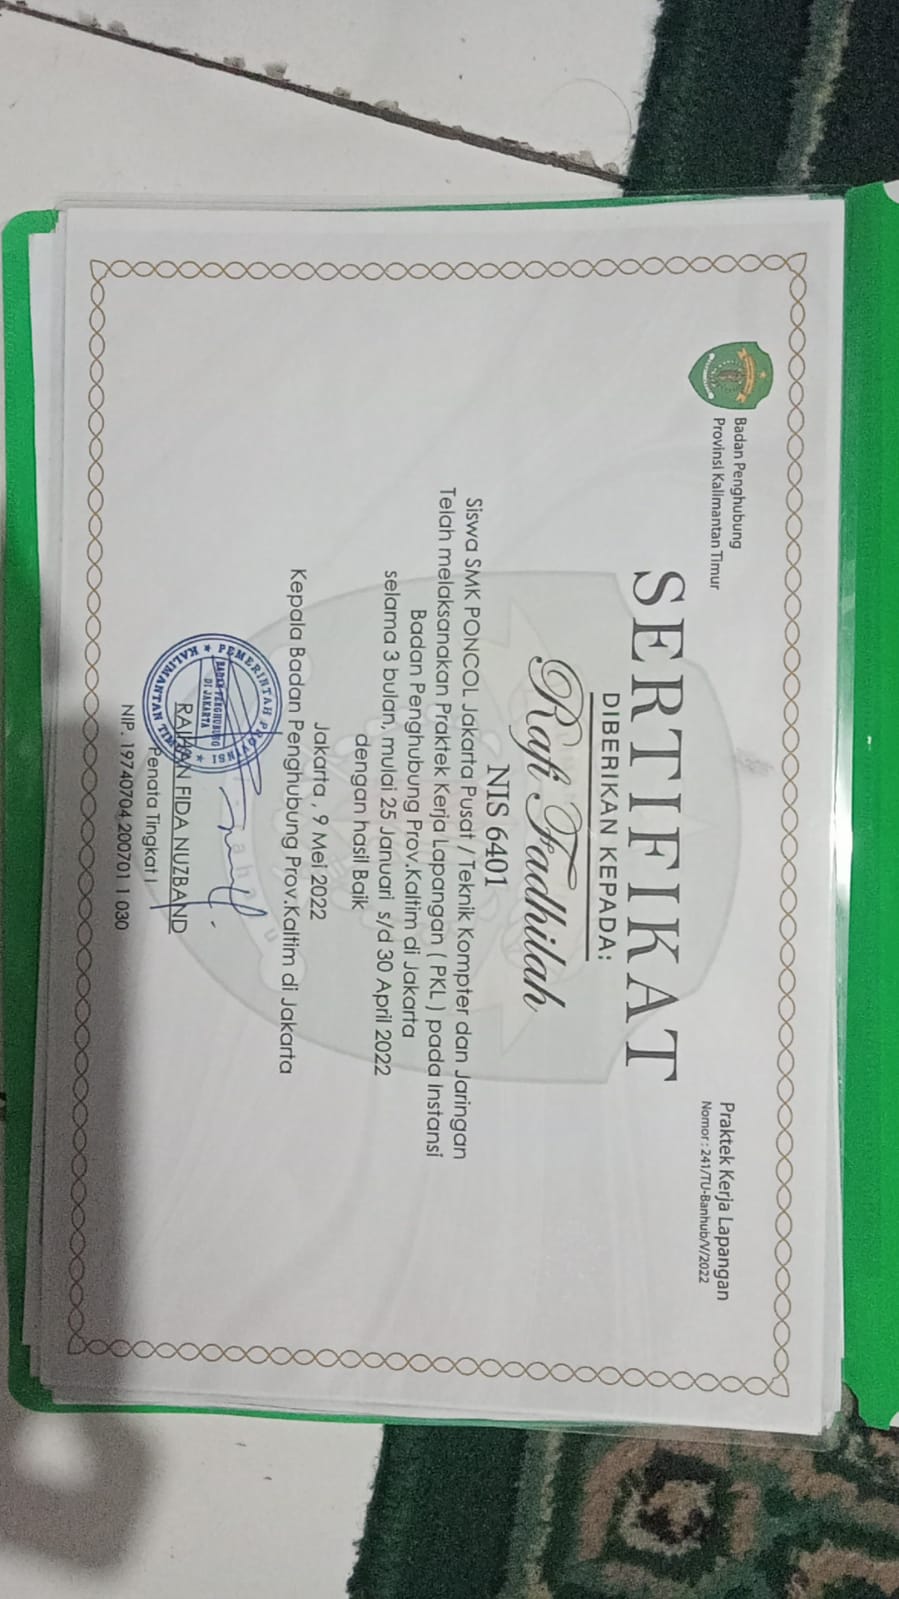 Badan Penghubung
Provinsi Kalimantan Timur
Praktek Kerja Lapangan
Nomor : 241/TU-Banhub/V/2022
SERTIFIKAT
DIBERIKAN KEPADA:
Rafi Fadhilah
NIS 6401
Siswa SMK PONCOL Jakarta Pusat / Teknik Kompter dan Jaringan
Telah melaksanakan Praktek Kerja Lapangan ( PKL ) pada Instansi
Badan Penghubung Prov.Kaltim di Jakarta
selama 3 bulan, mulai 25 Januari s/d 30 April 2022
dengan hasil Baik
Jakarta , 9 Mei 2022
Kepala Badan Penghubung Prov.Kaltim di Jakarta
PEMERINTAH PROVINSI
BADAN PENGHUBUNG
DI JAKARTA
KALIMANTAN TIMUR
RAIHAN FIDA NUZBAND
Penata Tingkat I
NIP. 19740704 200701 1 030